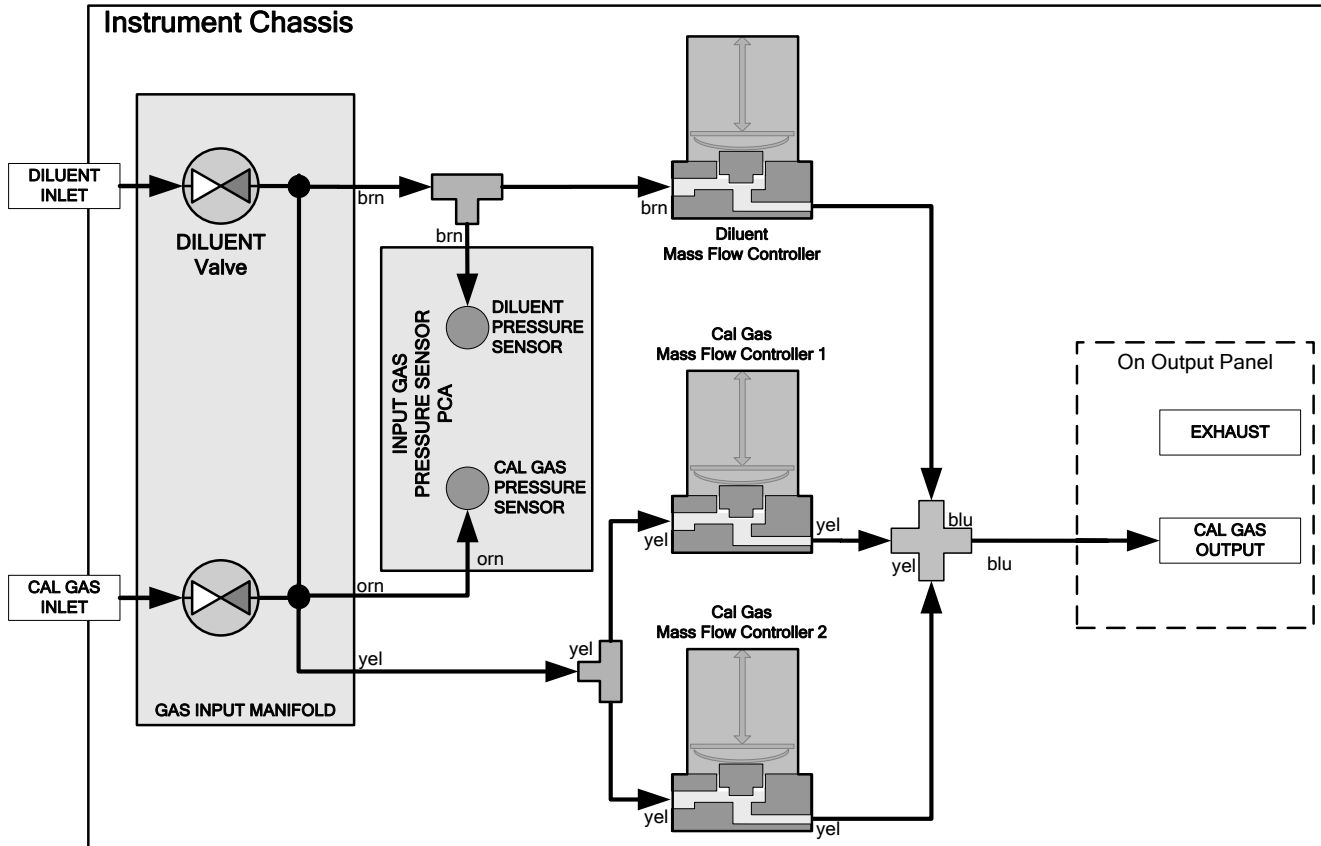 Instrument Chassis
DILUENT
INLET
DILUENT
Valve
brn
brn
brn
Diluent
Mass Flow Controller
INPUT GAS
PRESSURE SENSOR
PCA
DILUENT
PRESSURE
SENSOR
CAL GAS
PRESSURE
SENSOR
Cal Gas
Mass Flow Controller 1
yel
yel
On Output Panel
EXHAUST
CAL GAS
OUTPUT
blu
yel
blu
CAL GAS
INLET
orn
orn
yel
yel
GAS INPUT MANIFOLD
Cal Gas
Mass Flow Controller 2
yel
yel